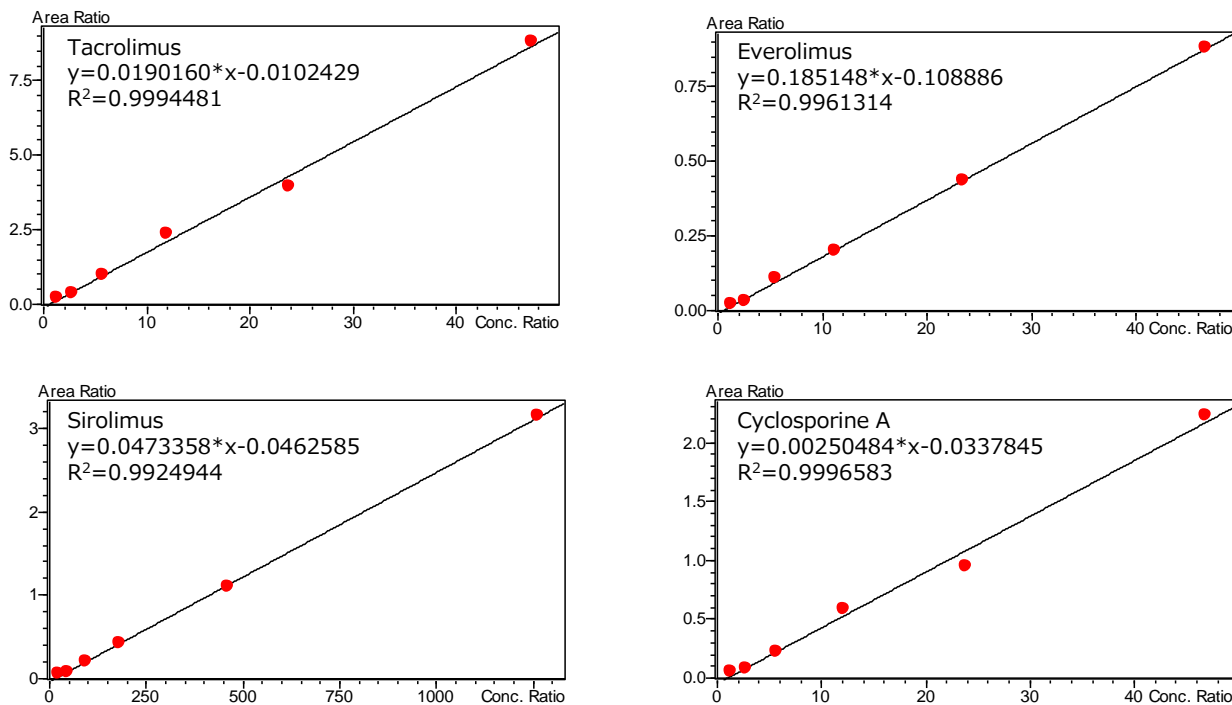 Area Ratio
Tacrolimus
y=0.0190160*x-0.0102429
R²=0.9994481
7.5
5.0
2.5
0.0
0 10 20 30 40 Conc. Ratio
Area Ratio
Everolimus
y=0.185148*x-0.108886
R²=0.9961314
0.75
0.50
0.25
0.00
0 10 20 30 40 Conc. Ratio
Area Ratio
Sirolimus
y=0.0473358*x-0.0462585
R²=0.9924944
3
2
1
0
0 250 500 750 1000 Conc. Ratio
Area Ratio
Cyclosporine A
y=0.00250484*x-0.0337845
R²=0.9996583
2.0
1.5
1.0
0.5
0.0
0 10 20 30 40 Conc. Ratio